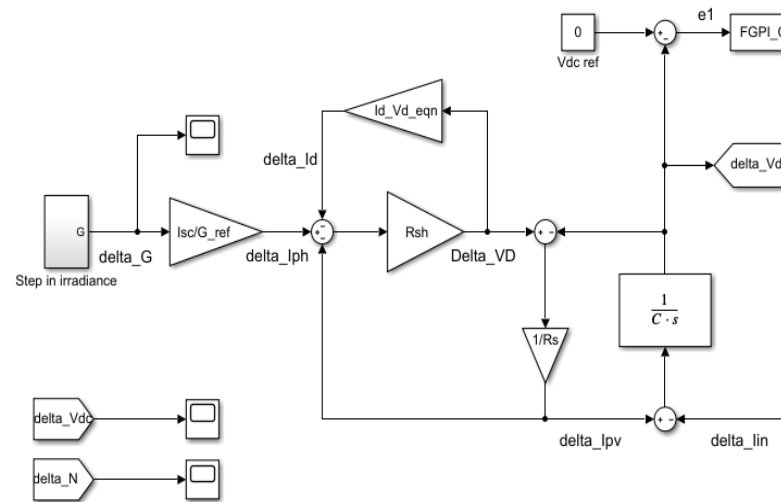 e1
0
FGPI_C
Vdc ref
Id_Vd_eqn
delta_Id
delta_Vd
G
Isc/G_ref
Rsh
delta_G
delta_Iph
Delta_VD
Step in irradiance
1
C · s
1/Rs
delta_Vdc
delta_Ipv
delta_Iin
delta_N